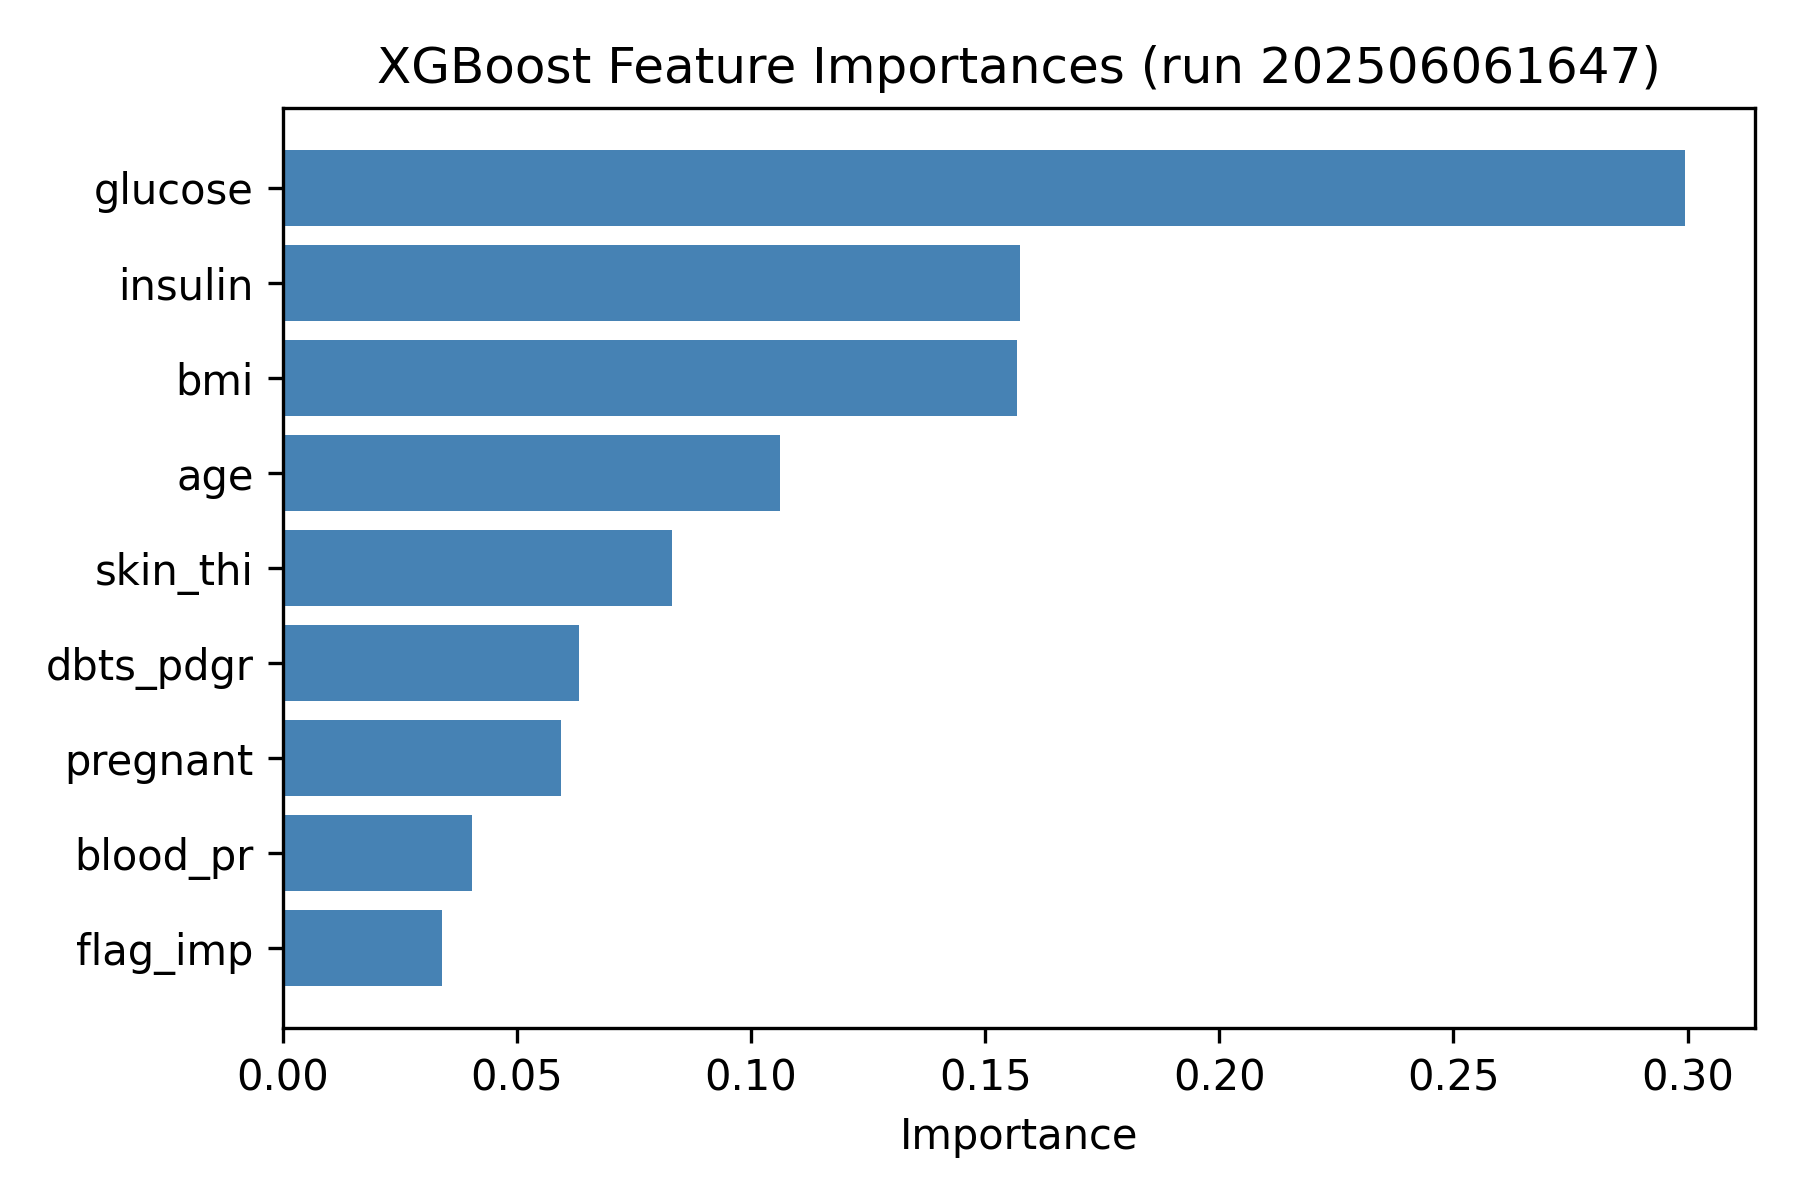 XGBoost Feature Importances (run 202506061647)
glucose
insulin
bmi
age
skin_thi
dbts_pdgr
pregnant
blood_pr
flag_imp
0.00 0.05 0.10 0.15 0.20 0.25 0.30
Importance